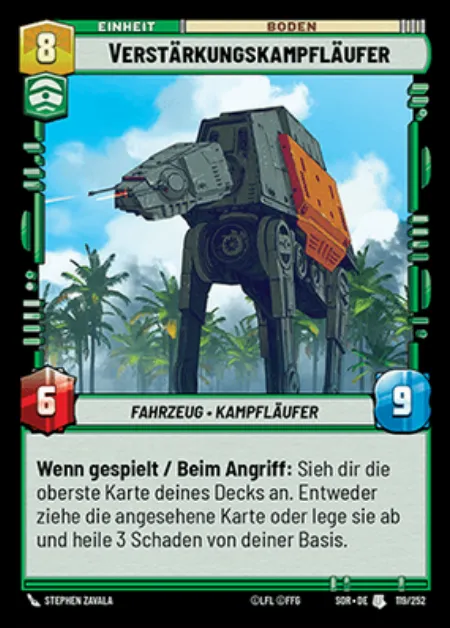 EINHEIT
BODEN
8
VERSTÄRKUNGSKAMPFLÄUFER
6
FAHRZEUG • KAMPFLÄUFER
9
Wenn gespielt / Beim Angriff: Sieh dir die
oberste Karte deines Decks an. Entweder
ziehe die angesehene Karte oder lege sie ab
und heile 3 Schaden von deiner Basis.
STEPHEN ZAVALA
©LFL ©FFG
SOR • DE
119/252